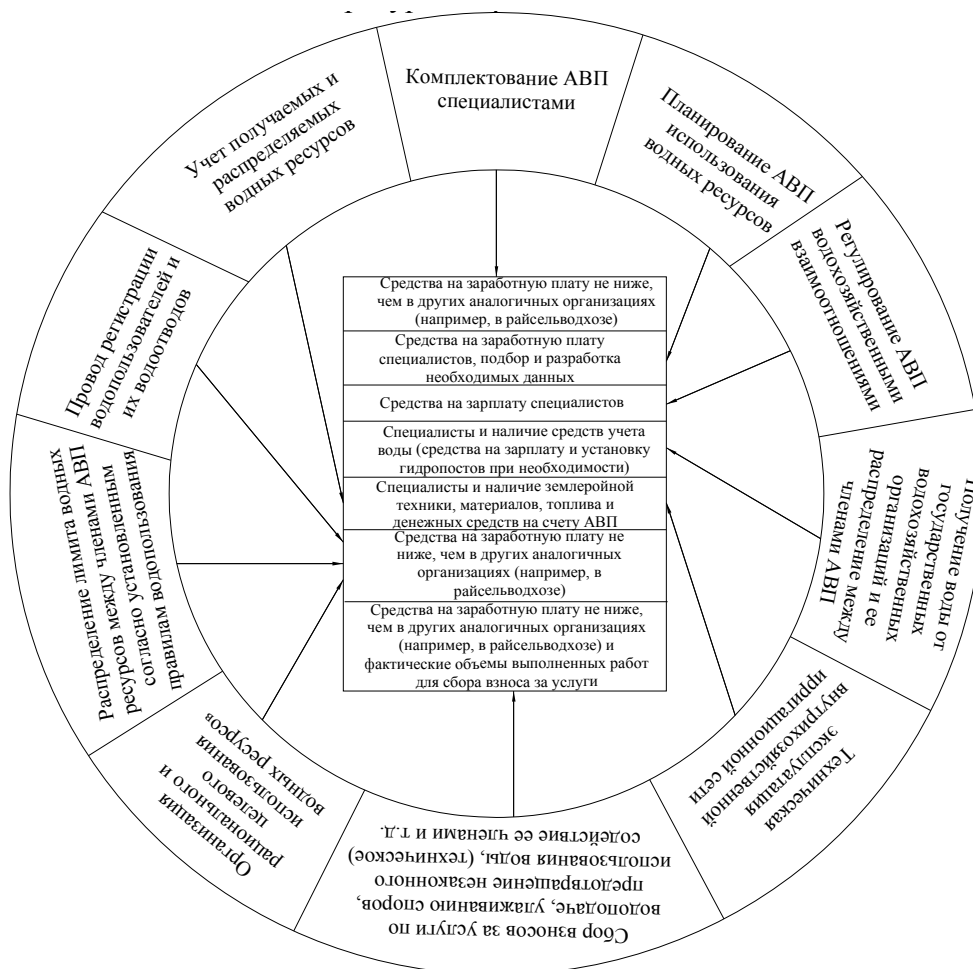 Комплектование АВП
специалистами
Планирование АВП
использования
водных ресурсов
Регулирование АВП
водохозяйственными
взаимоотношениями
Получение воды от
государственных
водохозяйственных
организаций и ее
распределение между
членами АВП
Техническая
эксплуатация
внутрихозяйственной
ирригационной сети
Сбор взносов за услуги по
водоподаче, улаживанию споров,
предотвращение незаконного
использования воды, (техническое)
содействие ее членами и т.д.
Организация
рационального и
целевого
использования
водных ресурсов
Распределение лимита водных
ресурсов между членами АВП
согласно установленным
правилам водопользования
Провод регистрации
водопользователей и
их водоотводов
Учет получаемых и
распределяемых
водных ресурсов
Средства на заработную плату не ниже,
чем в других аналогичных организациях
(например, в райсельводхозе)
Средства на заработную плату
специалистов, подбор и разработка
необходимых данных
Средства на зарплату специалистов
Специалисты и наличие средств учета
воды (средства на зарплату и установку
гидропостов при необходимости)
Специалисты и наличие землеройной
техники, материалов, топлива и
денежных средств на счету АВП
Средства на заработную плату не
ниже, чем в других аналогичных
организациях (например, в
райсельводхозе)
Средства на заработную плату не ниже,
чем в других аналогичных организациях
(например, в райсельводхозе) и
фактические объемы выполненных работ
для сбора взноса за услуги